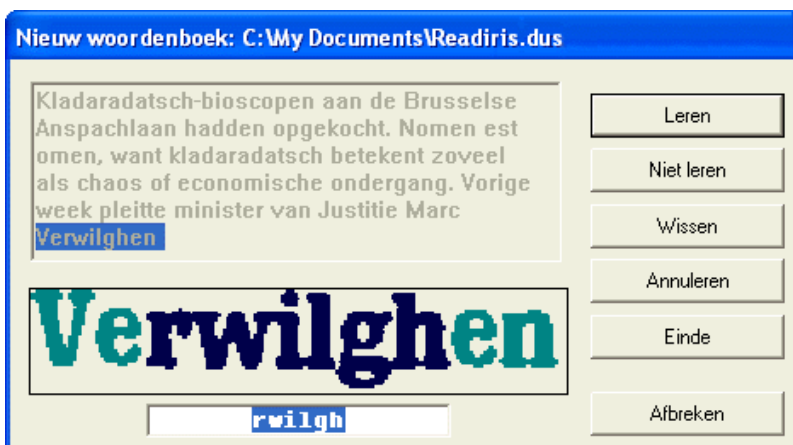 Nieuw woordenboek: C:\My Documents\Readiris.dus
Kladaradatsch-bioscopen aan de Brusselse
Anspachlaan hadden opgekocht. Nomen est
omen, want kladaradatsch betekent zoveel
als chaos of economische ondergang. Vorige
week pleitte minister van Justitie Marc
Verwilghen
Verwilghen
rwilgh
Leren
Niet leren
Wissen
Annuleren
Einde
Afbreken